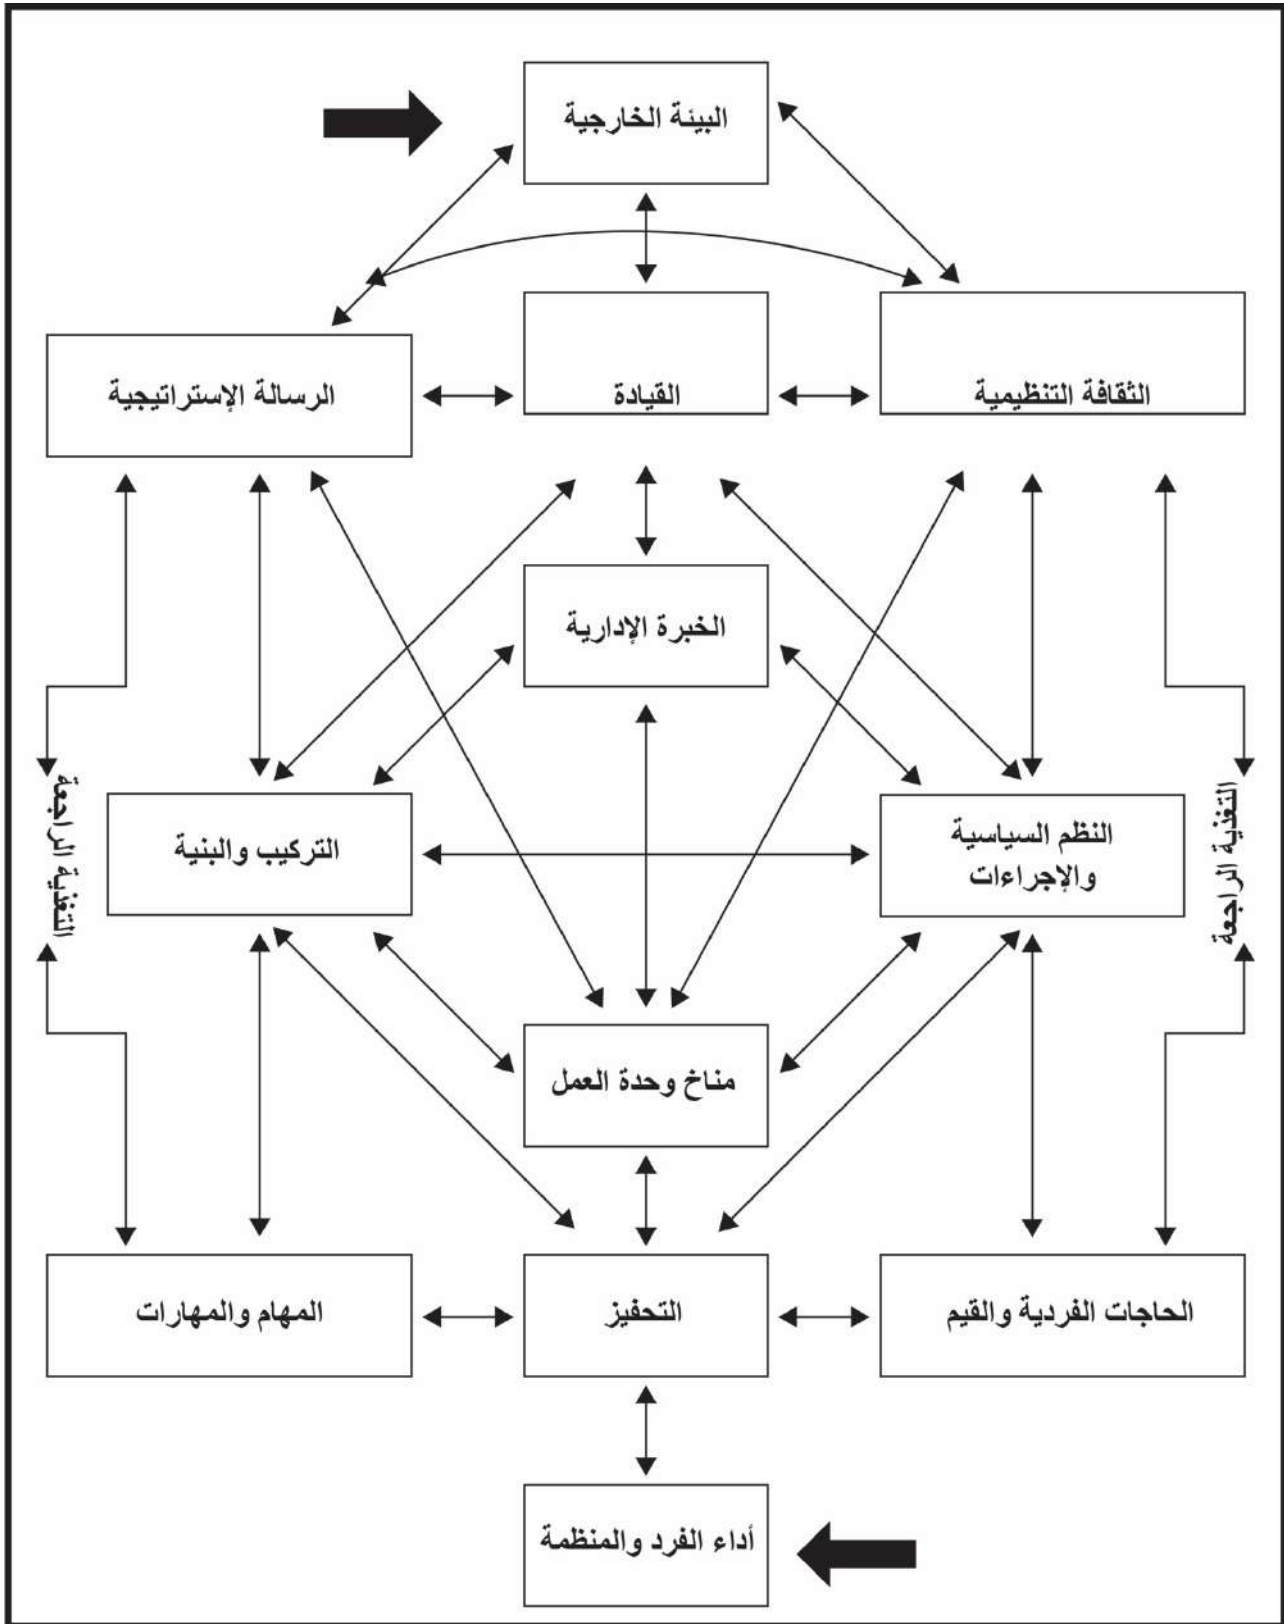 البيئة الخارجية
الثقافة التنظيمية
القيادة
الرسالة الإستراتيجية
الخبرة الإدارية
التغذية الراجعة
النظم السياسية
والإجراءات
التركيب والبنية
التغذية الراجعة
مناخ وحدة العمل
الحاجات الفردية والقيم
التحفيز
المهام والمهارات
أداء الفرد والمنظمة